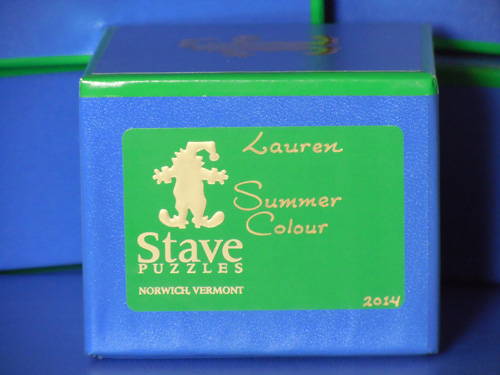 Lauren
Summer
Colour
Stave
PUZZLES
NORWICH, VERMONT
2014